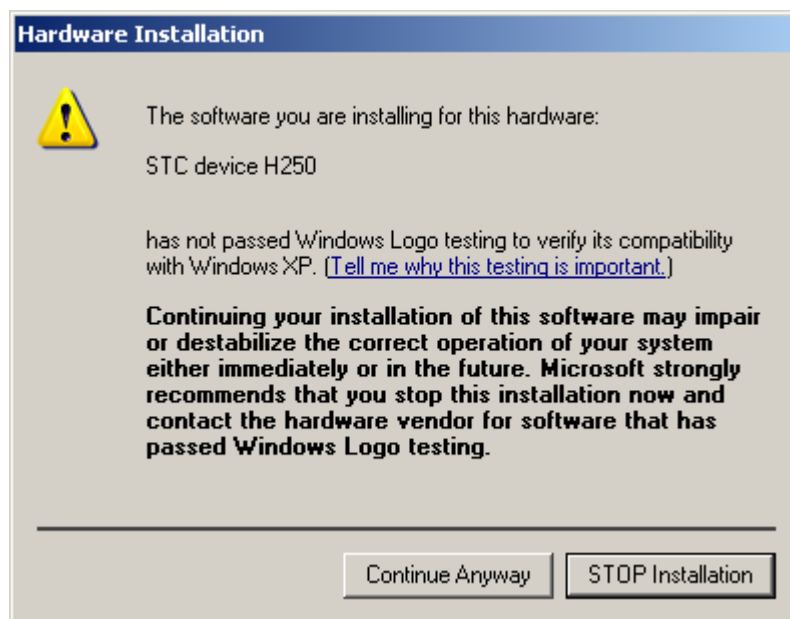 Hardware Installation
The software you are installing for this hardware:
STC device H250
has not passed Windows Logo testing to verify its compatibility
with Windows XP. (Tell me why this testing is important.)
Continuing your installation of this software may impair
or destabilize the correct operation of your system
either immediately or in the future. Microsoft strongly
recommends that you stop this installation now and
contact the hardware vendor for software that has
passed Windows Logo testing.
Continue Anyway
STOP Installation